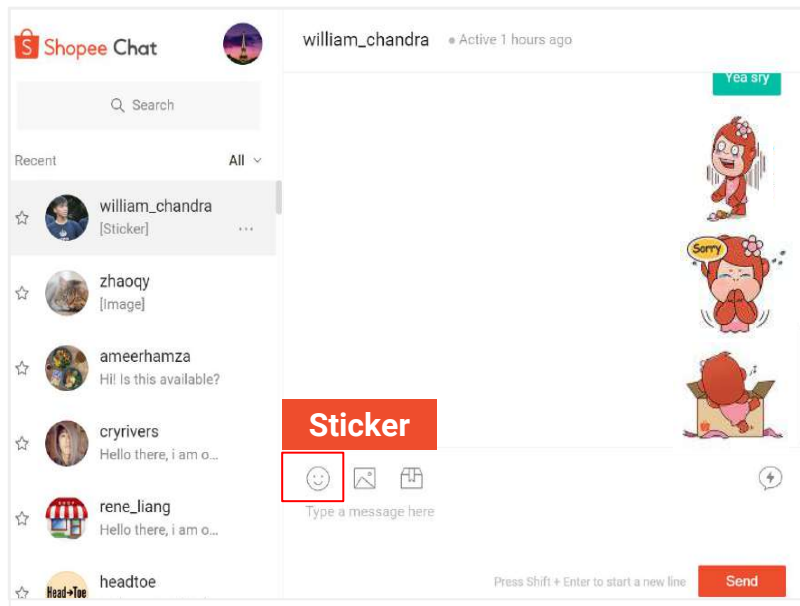 Shopee Chat
Search
Recent
All
william_chandra
[Sticker]
zhaoqy
[Image]
ameerhamza
Hi! Is this available?
cryrivers
Hello there, i am o...
rene_liang
Hello there, i am o...
Head→Toe
headtoe
william_chandra
Active 1 hours ago
Yea sry
Sorry
Sticker
Type a message here
Press Shift + Enter to start a new line
Send